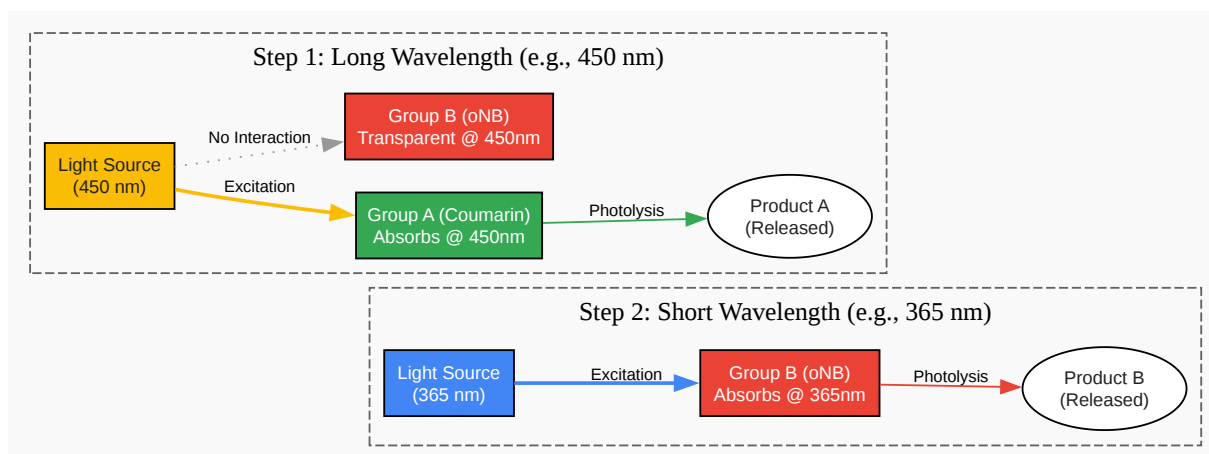 Step 1: Long Wavelength (e.g., 450 nm)
Light Source
(450 nm)
No Interaction
Group B (oNB)
Transparent @ 450nm
Excitation
Group A (Coumarin)
Absorbs @ 450nm
Photolysis
Product A
(Released)
Step 2: Short Wavelength (e.g., 365 nm)
Light Source
(365 nm)
Excitation
Group B (oNB)
Absorbs @ 365nm
Photolysis
Product B
(Released)